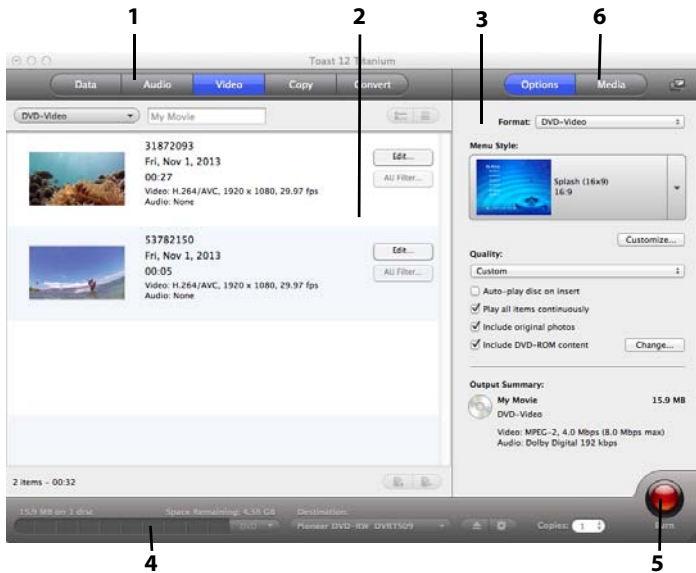 1
2
3
6
Toast 12 Titanium
Data Audio Video Copy Convert
Options Media
DVD-Video
My Movie
Format: DVD-Video
31872093
Fri, Nov 1, 2013
00:27
Video: H.264/AVC, 1920 x 1080, 29.97 fps
Audio: None
Edit...
AU Filter...
Menu Style:
Splash (16x9)
16:9
Customize...
53782150
Fri, Nov 1, 2013
00:05
Video: H.264/AVC, 1920 x 1080, 29.97 fps
Audio: None
Edit...
AU Filter...
Quality:
Custom
Auto-play disc on insert
Play all items continuously
Include original photos
Include DVD-ROM content
Change...
Output Summary:
My Movie 15.9 MB
DVD-Video
Video: MPEG-2, 4.0 Mbps (8.0 Mbps max)
Audio: Dolby Digital 192 kbps
2 items - 00:32
15.9 MB on 1 disc Space Remaining: 4.36 GB Destination:
DVD Pioneer DVD-RW DVRTS09 Copies: 1 Burn
4
5